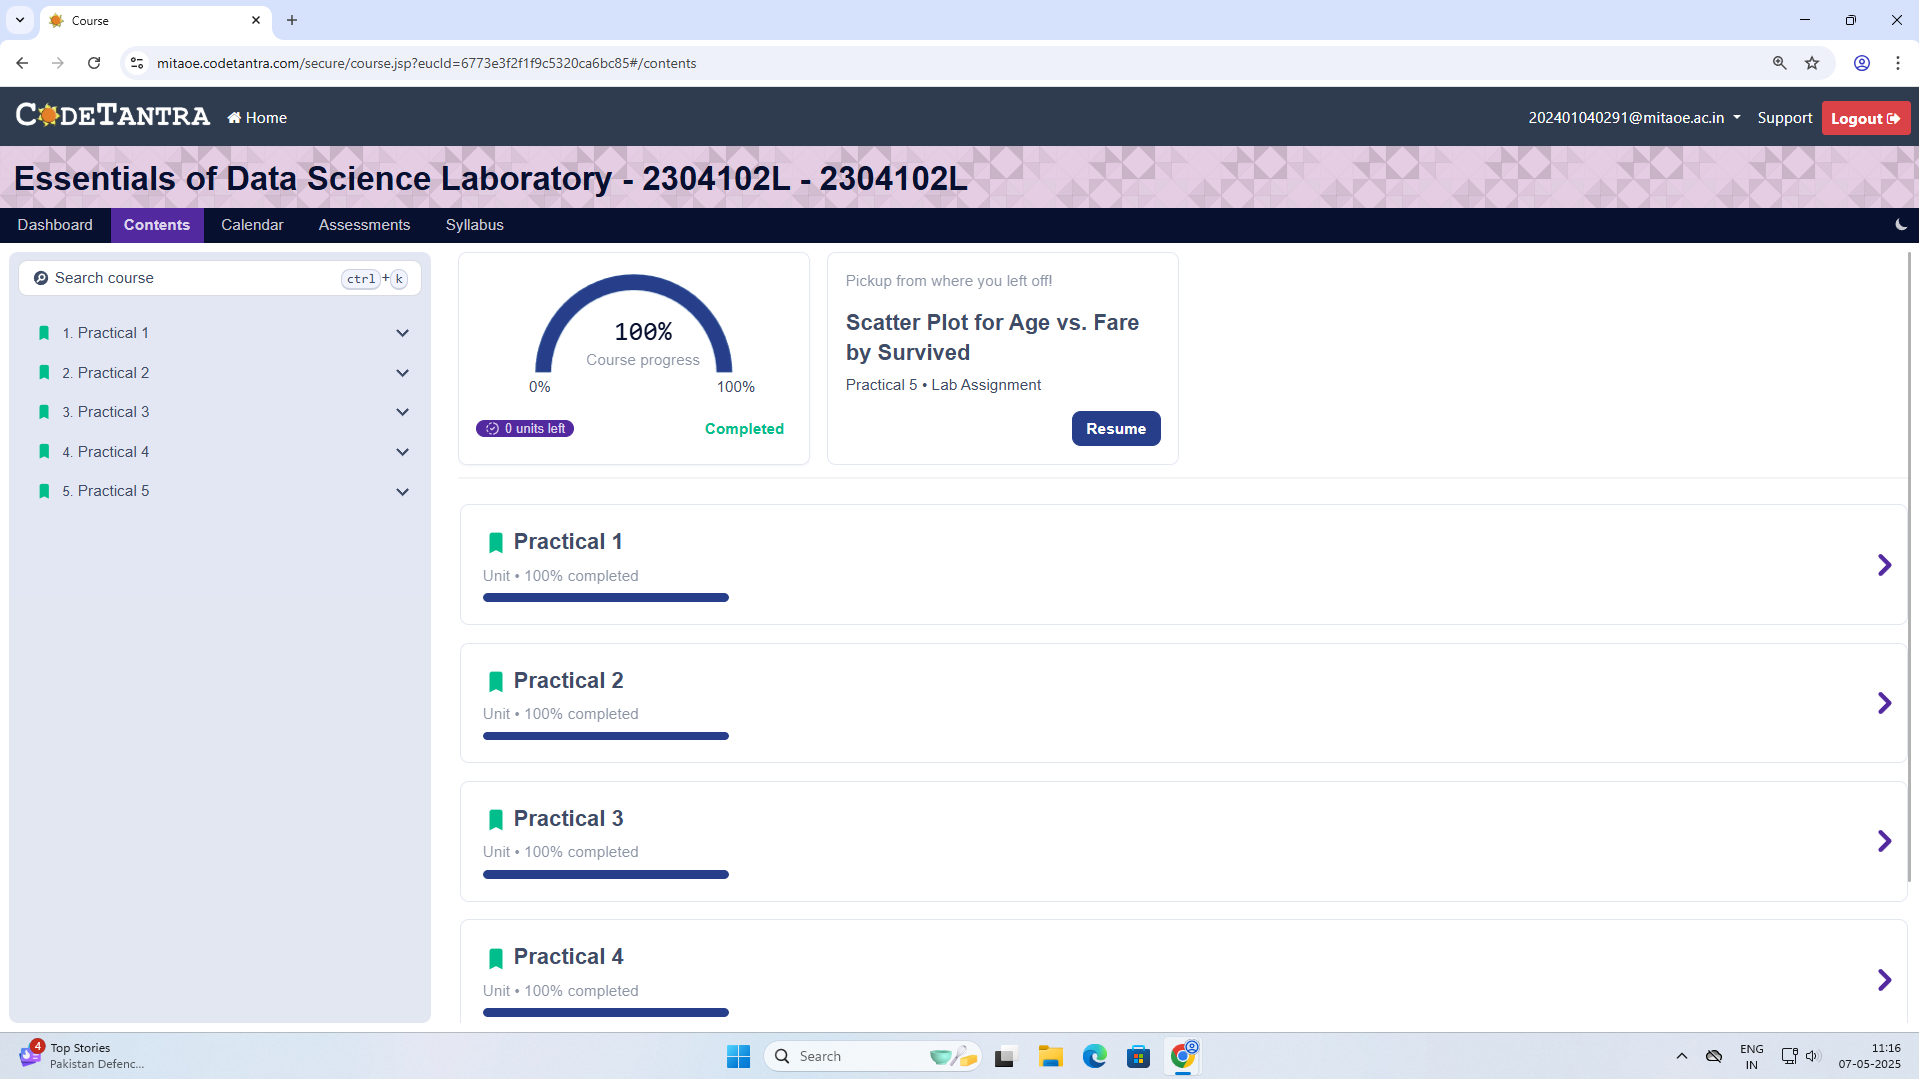 Course
mitaoe.codetantra.com/secure/course.jsp?eucId=6773e3f2f1f9c5320ca6bc85#/contents
CODETANTRA
Home
202401040291@mitaoe.ac.in
Support
Logout
Essentials of Data Science Laboratory - 2304102L - 2304102L
Dashboard
Contents
Calendar
Assessments
Syllabus
Search course
ctrl+k
1. Practical 1
2. Practical 2
3. Practical 3
4. Practical 4
5. Practical 5
100%
Course progress
0%
100%
0 units left
Completed
Pickup from where you left off!
Scatter Plot for Age vs. Fare
by Survived
Practical 5 • Lab Assignment
Resume
Practical 1
Unit • 100% completed
Practical 2
Unit • 100% completed
Practical 3
Unit • 100% completed
Practical 4
Unit • 100% completed
4
Top Stories
Pakistan Defenc...
Search
ENG
IN
11:16
07-05-2025